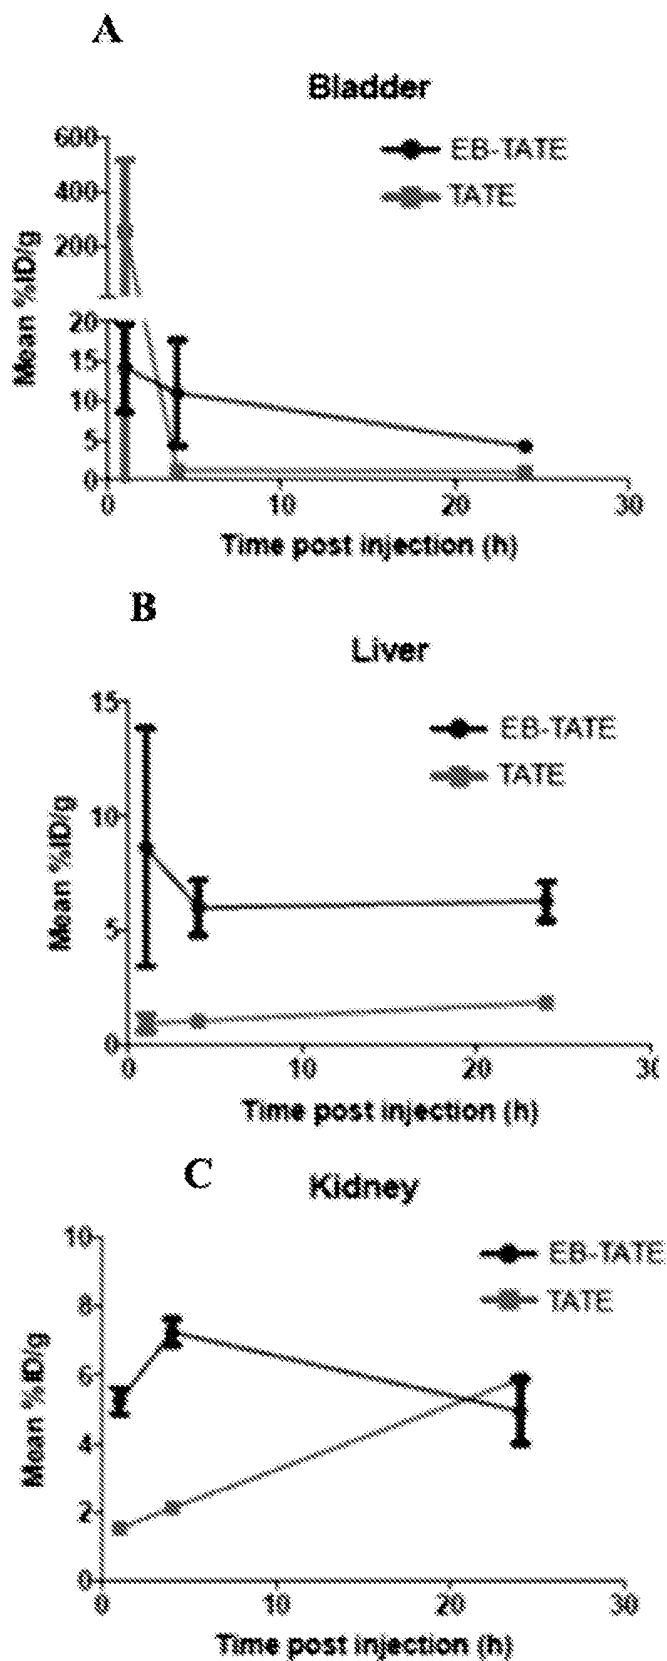 A
Bladder
600
400
200
20
15
10
5
0
Mean %ID/g
EB-TATE
TATE
0 10 20 30
Time post injection (h)
B
Liver
15
10
5
0
Mean %ID/g
EB-TATE
TATE
0 10 20
Time post injection (h)
C
Kidney
10
8
6
4
2
0
Mean %ID/g
EB-TATE
TATE
0 10 20 30
Time post injection (h)